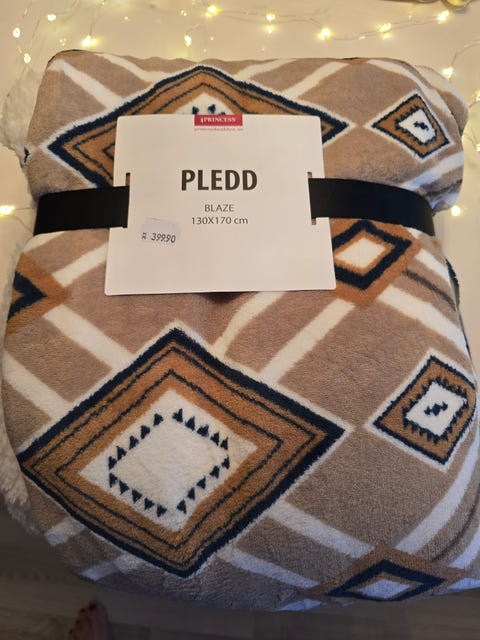 PRINCESS
PLEDD
BLAZE
130X170 cm
399.90